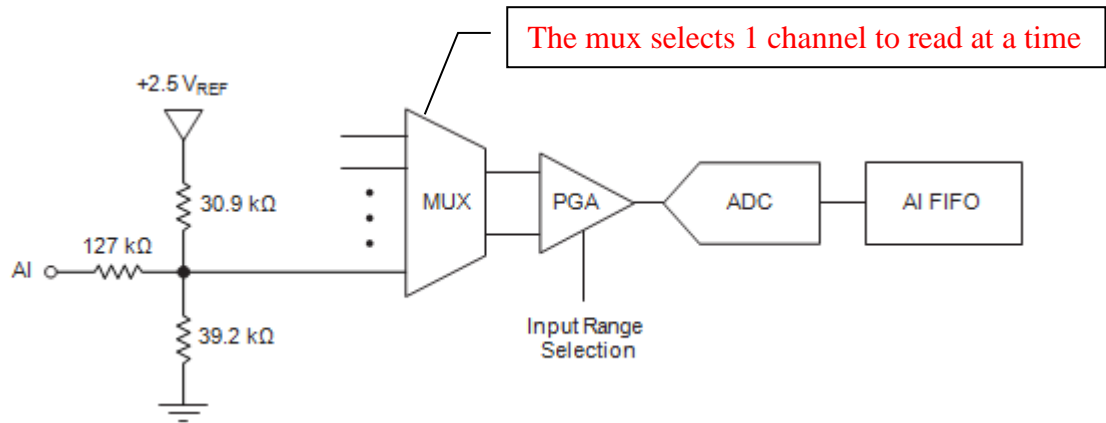 The mux selects 1 channel to read at a time
+2.5 VREF
30.9 kΩ
127 kΩ
AI
39.2 kΩ
MUX
PGA
ADC
AI FIFO
Input Range
Selection